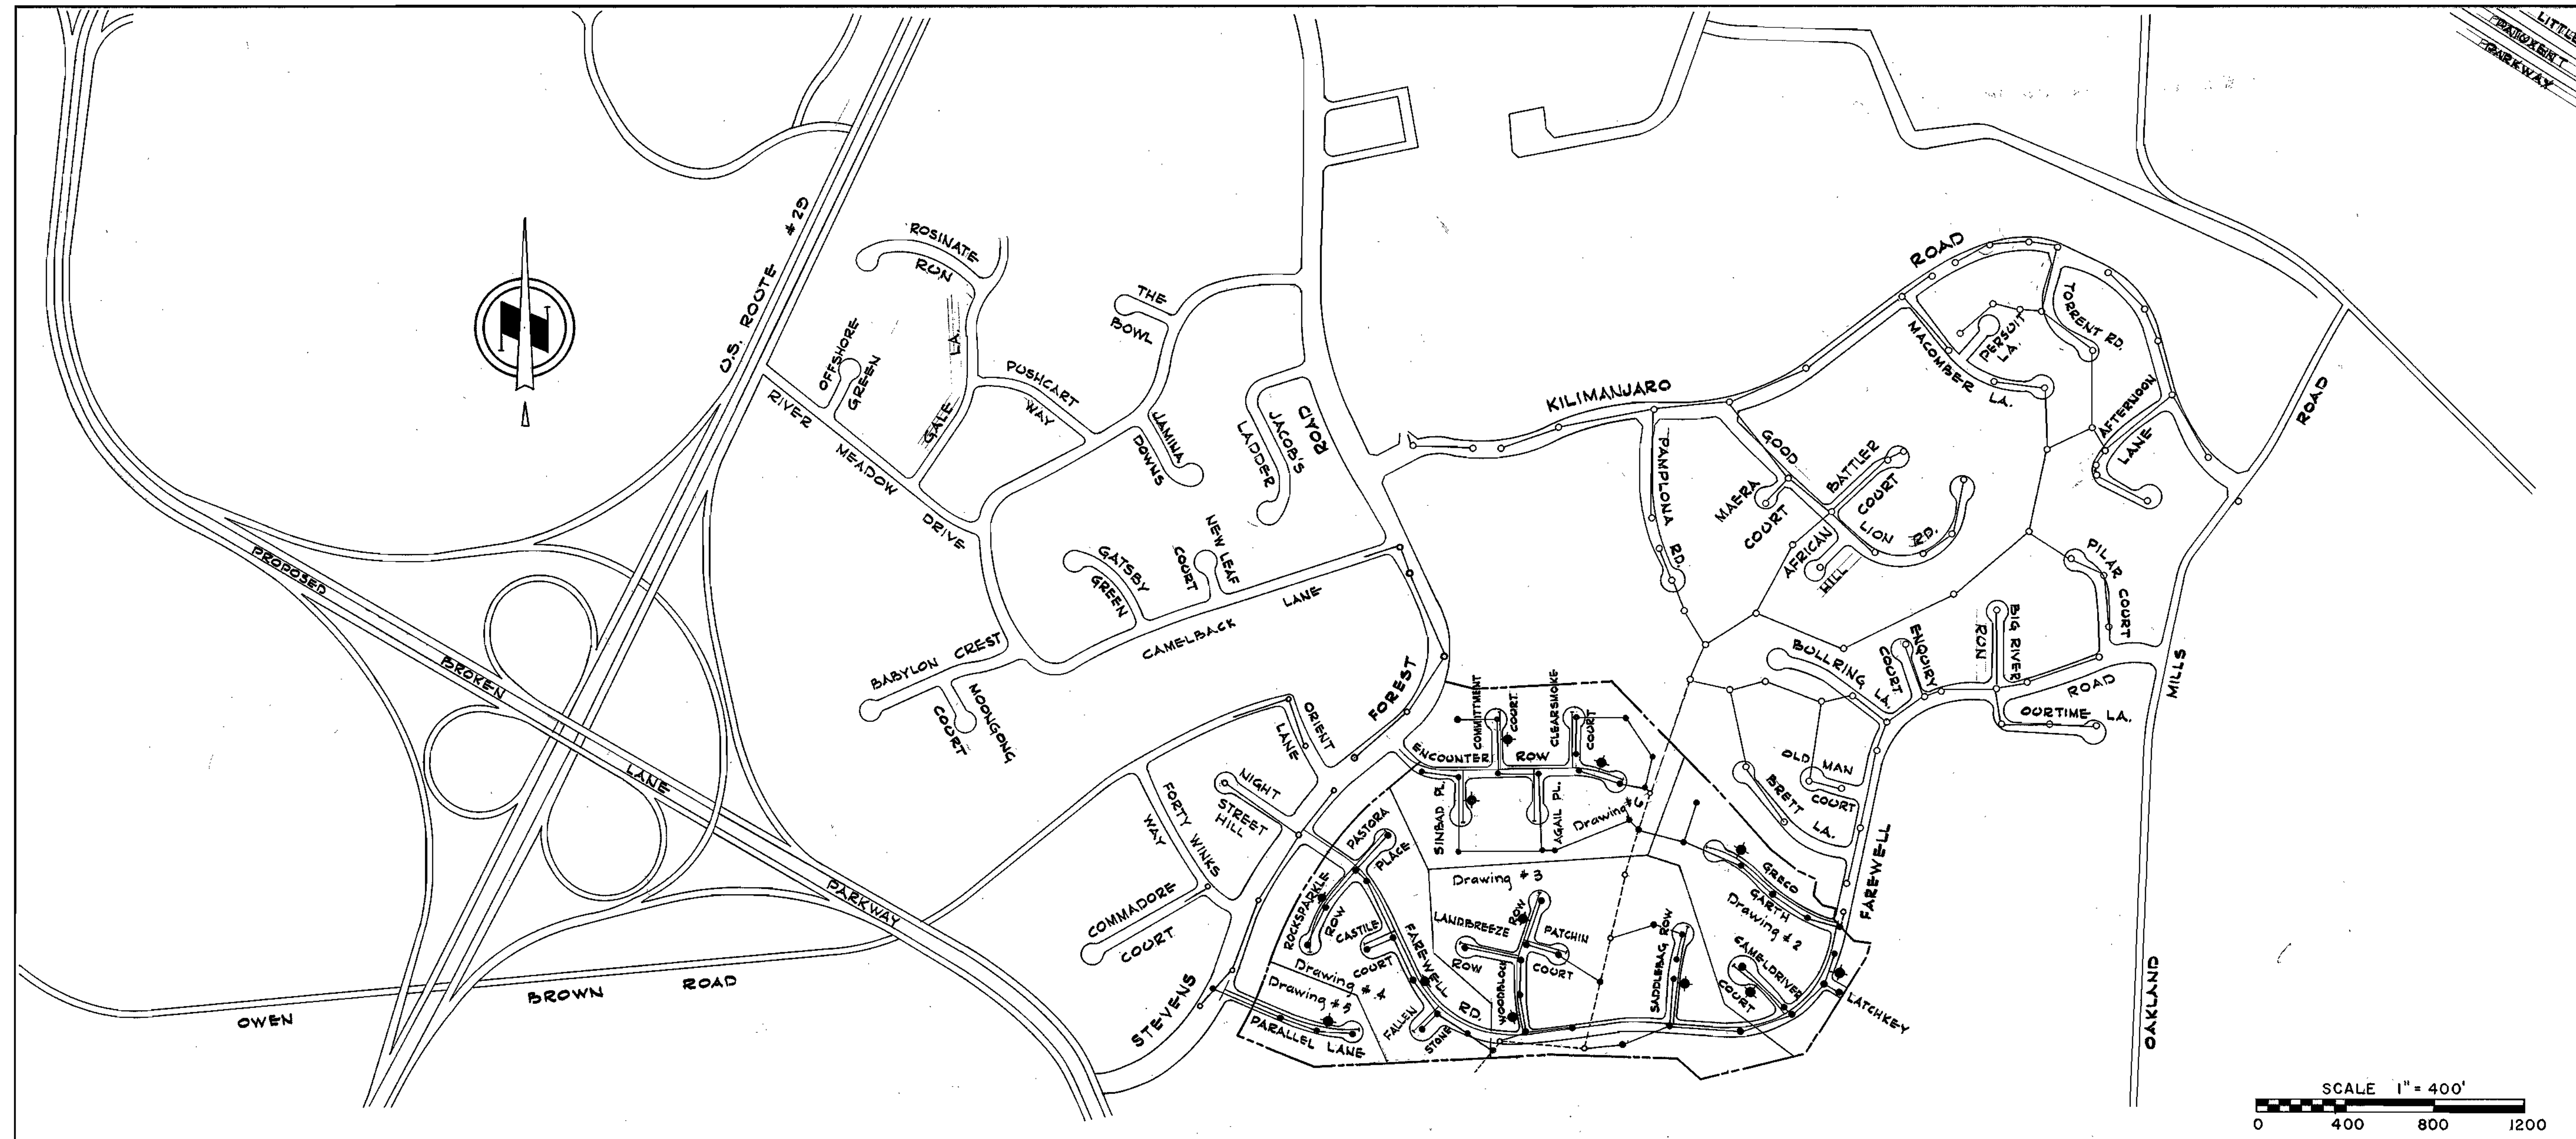 LITTLE
PATUXENT
PARKWAY
U.S. ROUTE # 29
ROSINATE
RUN
THE
BOWL
OFFSHORE
GREEN
GALE LA.
PUSHCART
WAY
RIVER MEADOW DRIVE
JAMINA
DOWNS
JACOB'S
LADDER
ROAD
KILIMANJARO ROAD
TORRENT RD.
PERSUIT
LA.
MACOMBER LA.
AFTERNOON
LANE
ROAD
GOOD LION RD.
PAMPLONA RD.
MAERA
COURT
BATTLER
COURT
AFRICAN
HILL
PILAR COURT
PROPOSED BROKEN LANE PARKWAY
GATSBY
GREEN
NEW LEAF
COURT
CAMELBACK LANE
BABYLON CREST
MOONGONG
COURT
FOREST
ORIENT
LANE
NIGHT
STREET
HILL
FORTY WINKS
WAY
COMMADORE
COURT
BULLRING LA.
ENQUIRY
COURT
BIG RIVER
RUN
ROAD
OURTIME LA.
MILLS
OLD MAN
COURT
BRETT LA.
COMMITTMENT
COURT
CLEARSMOKE
COURT
ENCOUNTER ROW
SINBAD PL.
AGAIL PL.
Drawing #6
PASTORA
PLACE
ROCKSPARKLE
ROW
CASTILE
COURT
FAREWELL RD.
Drawing # 3
LANDBREEZE
ROW
ROW
PATCHIN
COURT
WOODBLOCK
SADDLEBAG ROW
GRECO
GARTH
Drawing # 2
CAMELDRIVER
COURT
FAREWELL
LATCHKEY
Drawing # 4
Drawing # 5
PARALLEL LANE
FALLEN
STONE
STEVENS
OWEN BROWN ROAD
OAKLAND
SCALE 1" = 400'
0 400 800 1200